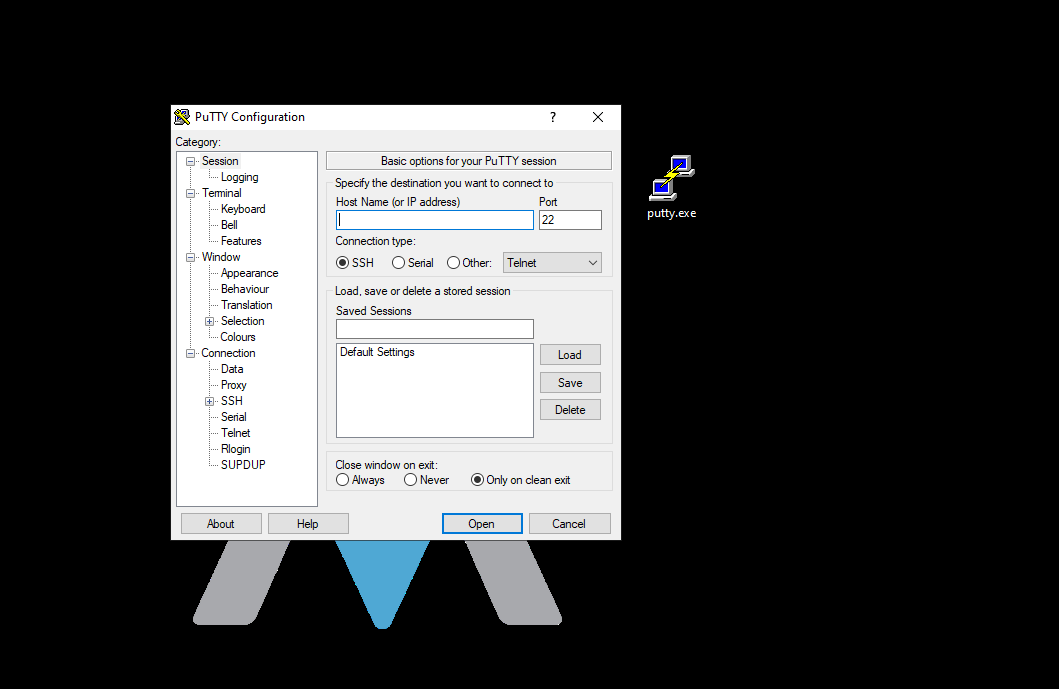 PuTTY Configuration
?
Category:
Session
Logging
Terminal
Keyboard
Bell
Features
Window
Appearance
Behaviour
Translation
Selection
Colours
Connection
Data
Proxy
SSH
Serial
Telnet
Rlogin
SUPDUP
Basic options for your PuTTY session
Specify the destination you want to connect to
Host Name (or IP address) Port
22
Connection type:
SSH Serial Other: Telnet
Load, save or delete a stored session
Saved Sessions
Default Settings
Load
Save
Delete
Close window on exit:
Always Never Only on clean exit
About Help Open Cancel
putty.exe